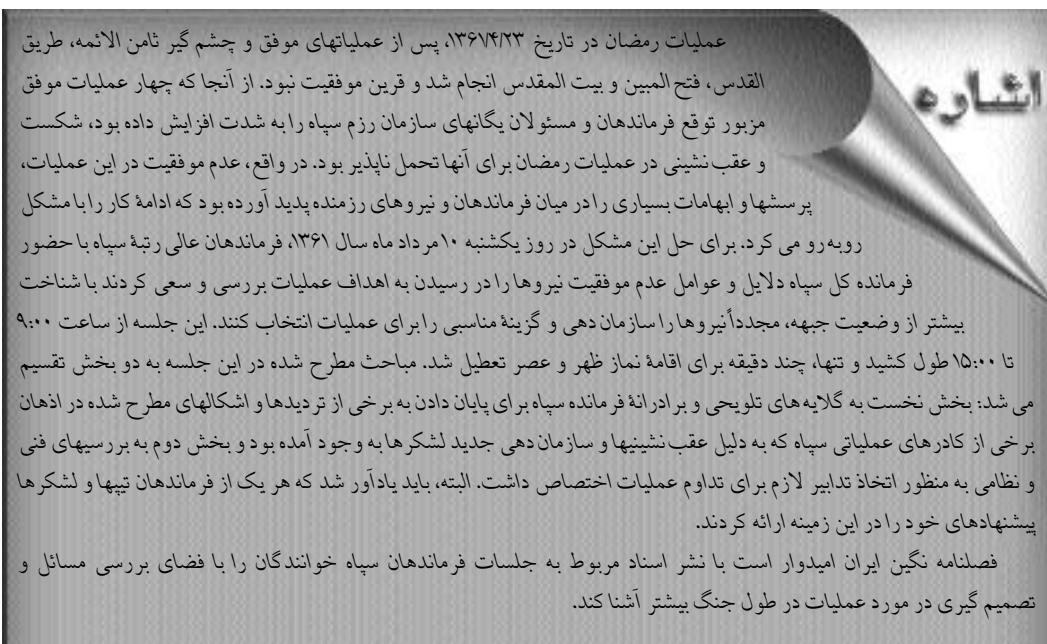 اشاره
عملیات رمضان در تاریخ ۱۳۶۱/۴/۲۳، پس از عملیاتهای موفق و چشم گیر ثامن الائمه، طریق
القدس، فتح المبین و بیت المقدس انجام شد و قرین موفقیت نبود. از آنجا که چهار عملیات موفق
مزبور توقع فرماندهان و مسئولان یگانهای سازمان رزم سپاه را به شدت افزایش داده بود، شکست
و عقب نشینی در عملیات رمضان برای آنها تحمل ناپذیر بود. در واقع، عدم موفقیت در این عملیات،
پرسشها و ابهامات بسیاری را در میان فرماندهان و نیروهای رزمنده پدید آورده بود که ادامهٔ کار را با مشکل
روبه رو می کرد. برای حل این مشکل در روز یکشنبه ۱۰ مرداد ماه سال ۱۳۶۱، فرماندهان عالی رتبهٔ سپاه با حضور
فرمانده کل سپاه دلایل و عوامل عدم موفقیت نیروها را در رسیدن به اهداف عملیات بررسی و سعی کردند با شناخت
بیشتر از وضعیت جبهه، مجدداً نیروها را سازمان دهی و گزینهٔ مناسبی را برای عملیات انتخاب کنند. این جلسه از ساعت ۹:۰۰
تا ۱۵:۰۰ طول کشید و تنها، چند دقیقه برای اقامهٔ نماز ظهر و عصر تعطیل شد. مباحث مطرح شده در این جلسه به دو بخش تقسیم
می شد: بخش نخست به گلایه های تلویحی و برادرانهٔ فرمانده سپاه برای پایان دادن به برخی از تردیدها و اشکالهای مطرح شده در اذهان
برخی از کادرهای عملیاتی سپاه که به دلیل عقب نشینیها و سازمان دهی جدید لشکرها به وجود آمده بود و بخش دوم به بررسیهای فنی
و نظامی به منظور اتخاذ تدابیر لازم برای تداوم عملیات اختصاص داشت. البته، باید یادآور شد که هر یک از فرماندهان تیپها و لشکرها
پیشنهادهای خود را در این زمینه ارائه کردند.
فصلنامه نگین ایران امیدوار است با نشر اسناد مربوط به جلسات فرماندهان سپاه خوانندگان را با فضای بررسی مسائل و
تصمیم گیری در مورد عملیات در طول جنگ بیشتر آشنا کند.